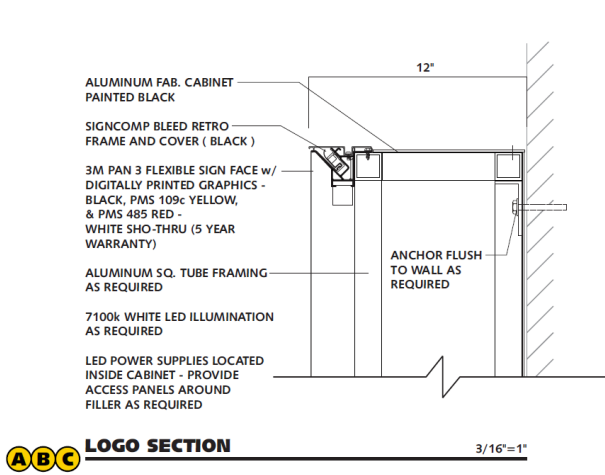 12"
ALUMINUM FAB. CABINET
PAINTED BLACK
SIGNCOMP BLEED RETRO
FRAME AND COVER ( BLACK )
3M PAN 3 FLEXIBLE SIGN FACE w/
DIGITALLY PRINTED GRAPHICS -
BLACK, PMS 109c YELLOW,
& PMS 485 RED -
WHITE SHO-THRU (5 YEAR
WARRANTY)
ANCHOR FLUSH
TO WALL AS
REQUIRED
ALUMINUM SQ. TUBE FRAMING
AS REQUIRED
7100k WHITE LED ILLUMINATION
AS REQUIRED
LED POWER SUPPLIES LOCATED
INSIDE CABINET - PROVIDE
ACCESS PANELS AROUND
FILLER AS REQUIRED
ABC LOGO SECTION 3/16"=1"